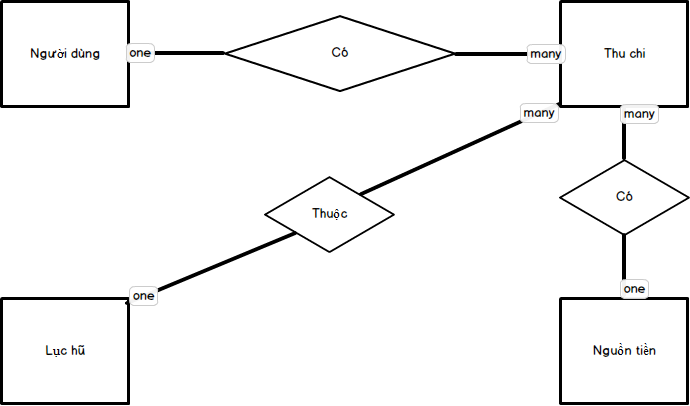 Người dùng
one
Có
many
Thu chi
many
many
Có
Thuộc
one
one
Lục hũ
Nguồn tiền